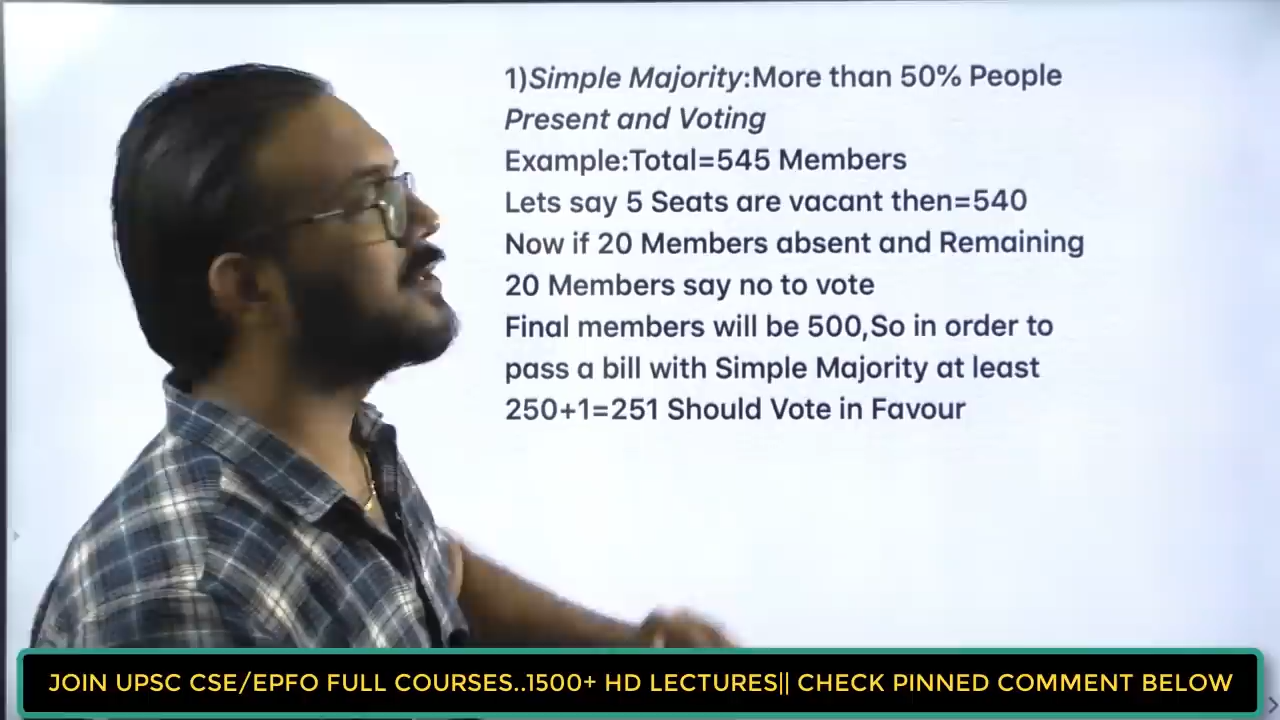 1)Simple Majority:More than 50% People
Present and Voting
Example:Total=545 Members
Lets say 5 Seats are vacant then=540
Now if 20 Members absent and Remaining
20 Members say no to vote
Final members will be 500,So in order to
pass a bill with Simple Majority at least
250+1=251 Should Vote in Favour
JOIN UPSC CSE/EPFO FULL COURSES..1500+ HD LECTURES|| CHECK PINNED COMMENT BELOW